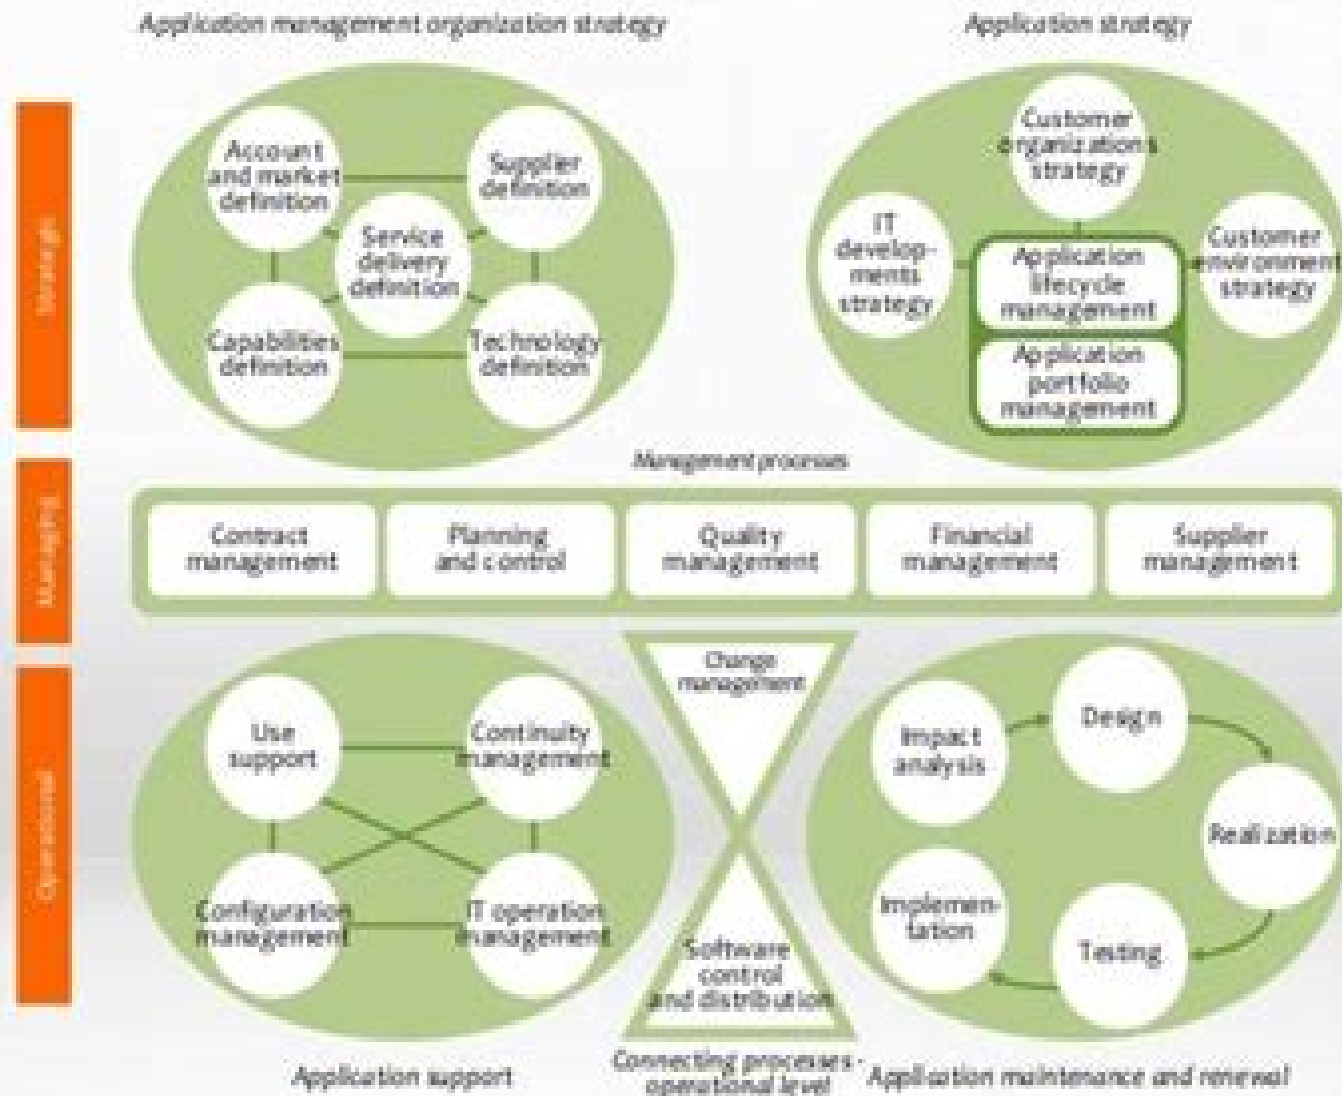 Application management organization strategy
Application strategy
Strategic
Account
and market
definition
Supplier
definition
Service
delivery
definition
Capabilities
definition
Technology
definition
Customer
organizations
strategy
IT
develop-
ments
strategy
Customer
environment
strategy
Application
lifecycle
management
Application
portfolio
management
Management processes
Managing
Contract
management
Planning
and control
Quality
management
Financial
management
Supplier
management
Operational
Use
support
Continuity
management
Configuration
management
IT operation
management
Change
management
Software
control
and distribution
Impact
analysis
Design
Realization
Testing
Implemen-
tation
Application support
Connecting processes -
operational level
Application maintenance and renewal